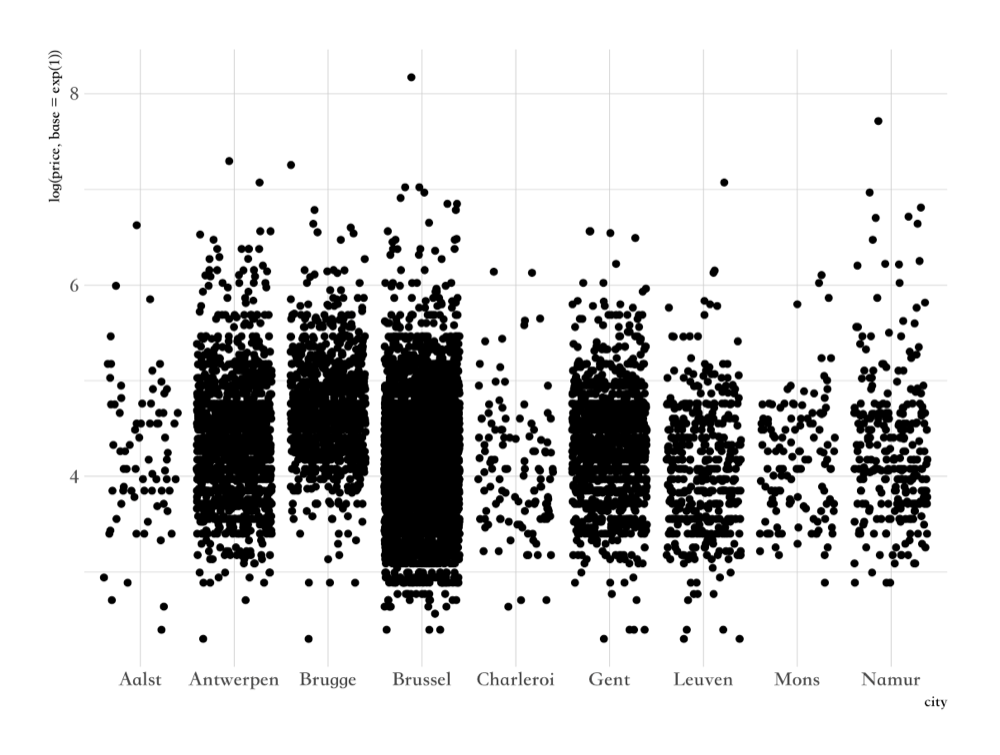 log(price, base = exp(1))
8
6
4
Aalst Antwerpen Brugge Brussel Charleroi Gent Leuven Mons Namur
city